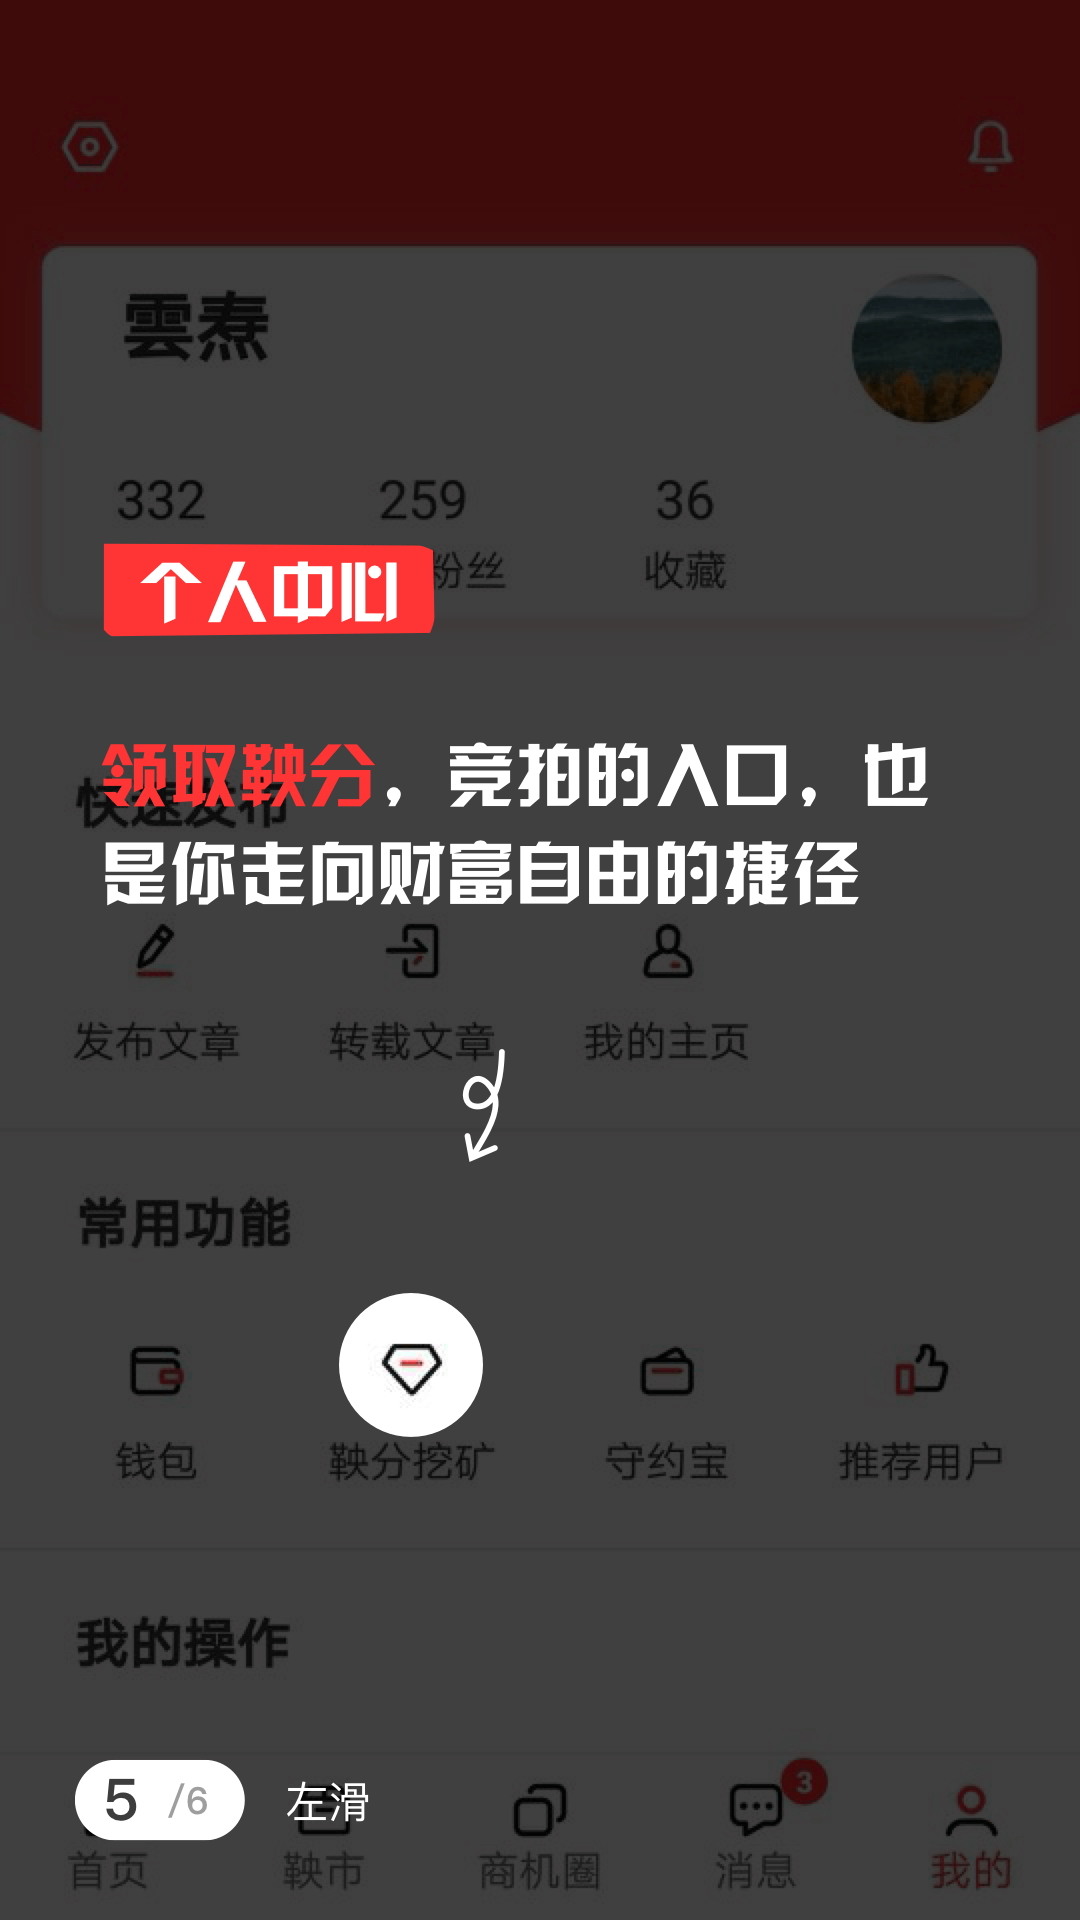 雲焘
332 259 36
粉丝 收藏
个人中心
领取鞅分，竞拍的入口，也
是你走向财富自由的捷径
快速发布
发布文章 转载文章 我的主页
常用功能
钱包 鞅分挖矿 守约宝 推荐用户
我的操作
5 /6 左滑
3
首页 鞅市 商机圈 消息 我的